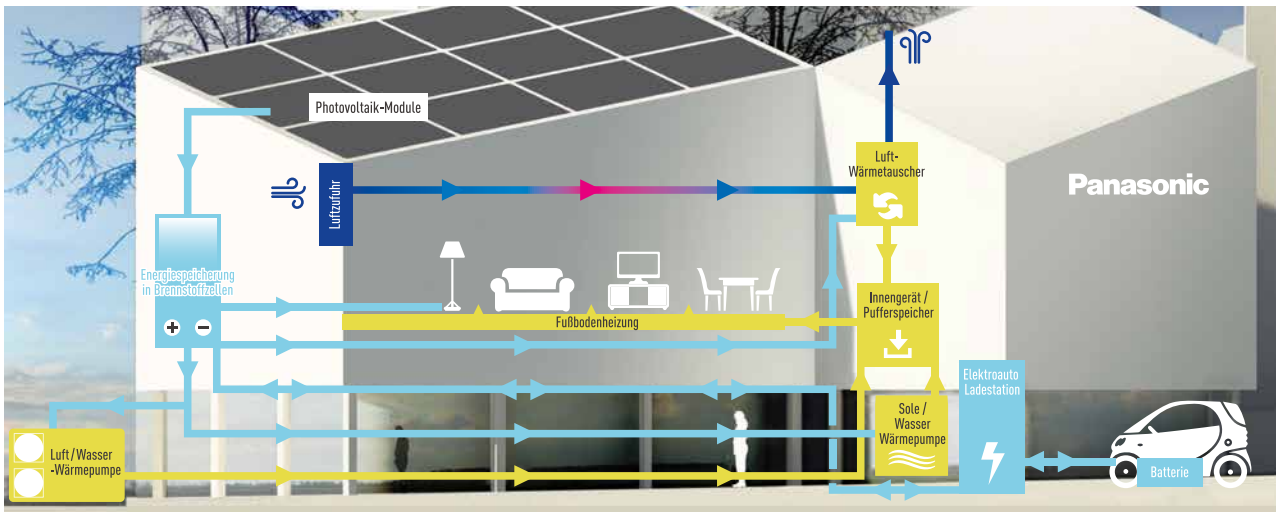 Photovoltaik-Module
Luftzufuhr
Luft-
Wärmetauscher
Panasonic
Energiespeicherung
in Brennstoffzellen
+ −
Fußbodenheizung
Innengerät /
Pufferspeicher
Elektroauto
Ladestation
Sole /
Wasser
Wärmepumpe
Luft/Wasser
-Wärmepumpe
Batterie